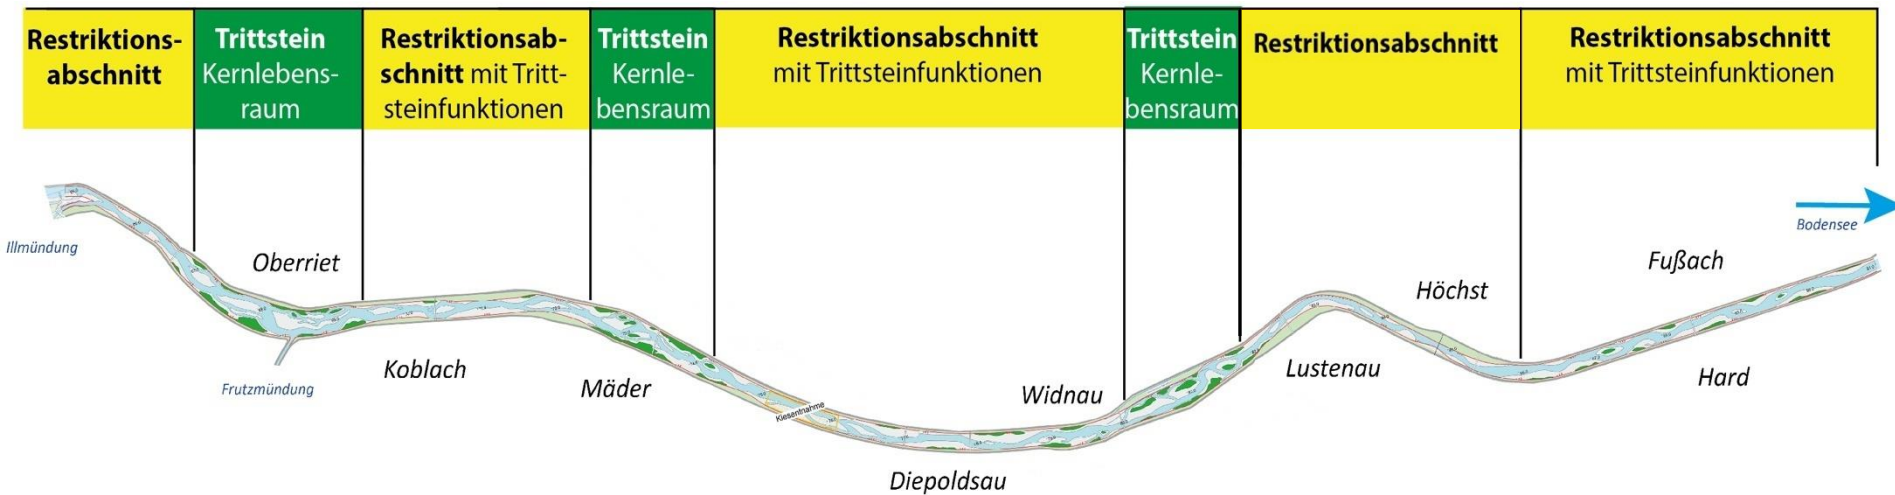 Restriktions-
abschnitt
Trittstein
Kernlebens-
raum
Restriktionsab-
schnitt mit Tritt-
steinfunktionen
Trittstein
Kernle-
bensraum
Restriktionsabschnitt
mit Trittsteinfunktionen
Trittstein
Kernle-
bensraum
Restriktionsabschnitt
Restriktionsabschnitt
mit Trittsteinfunktionen
Illmündung
Oberriet
Frutzmündung
Koblach
Mäder
Kiesentnahme
Diepoldsau
Widnau
Lustenau
Höchst
Fußach
Hard
Bodensee